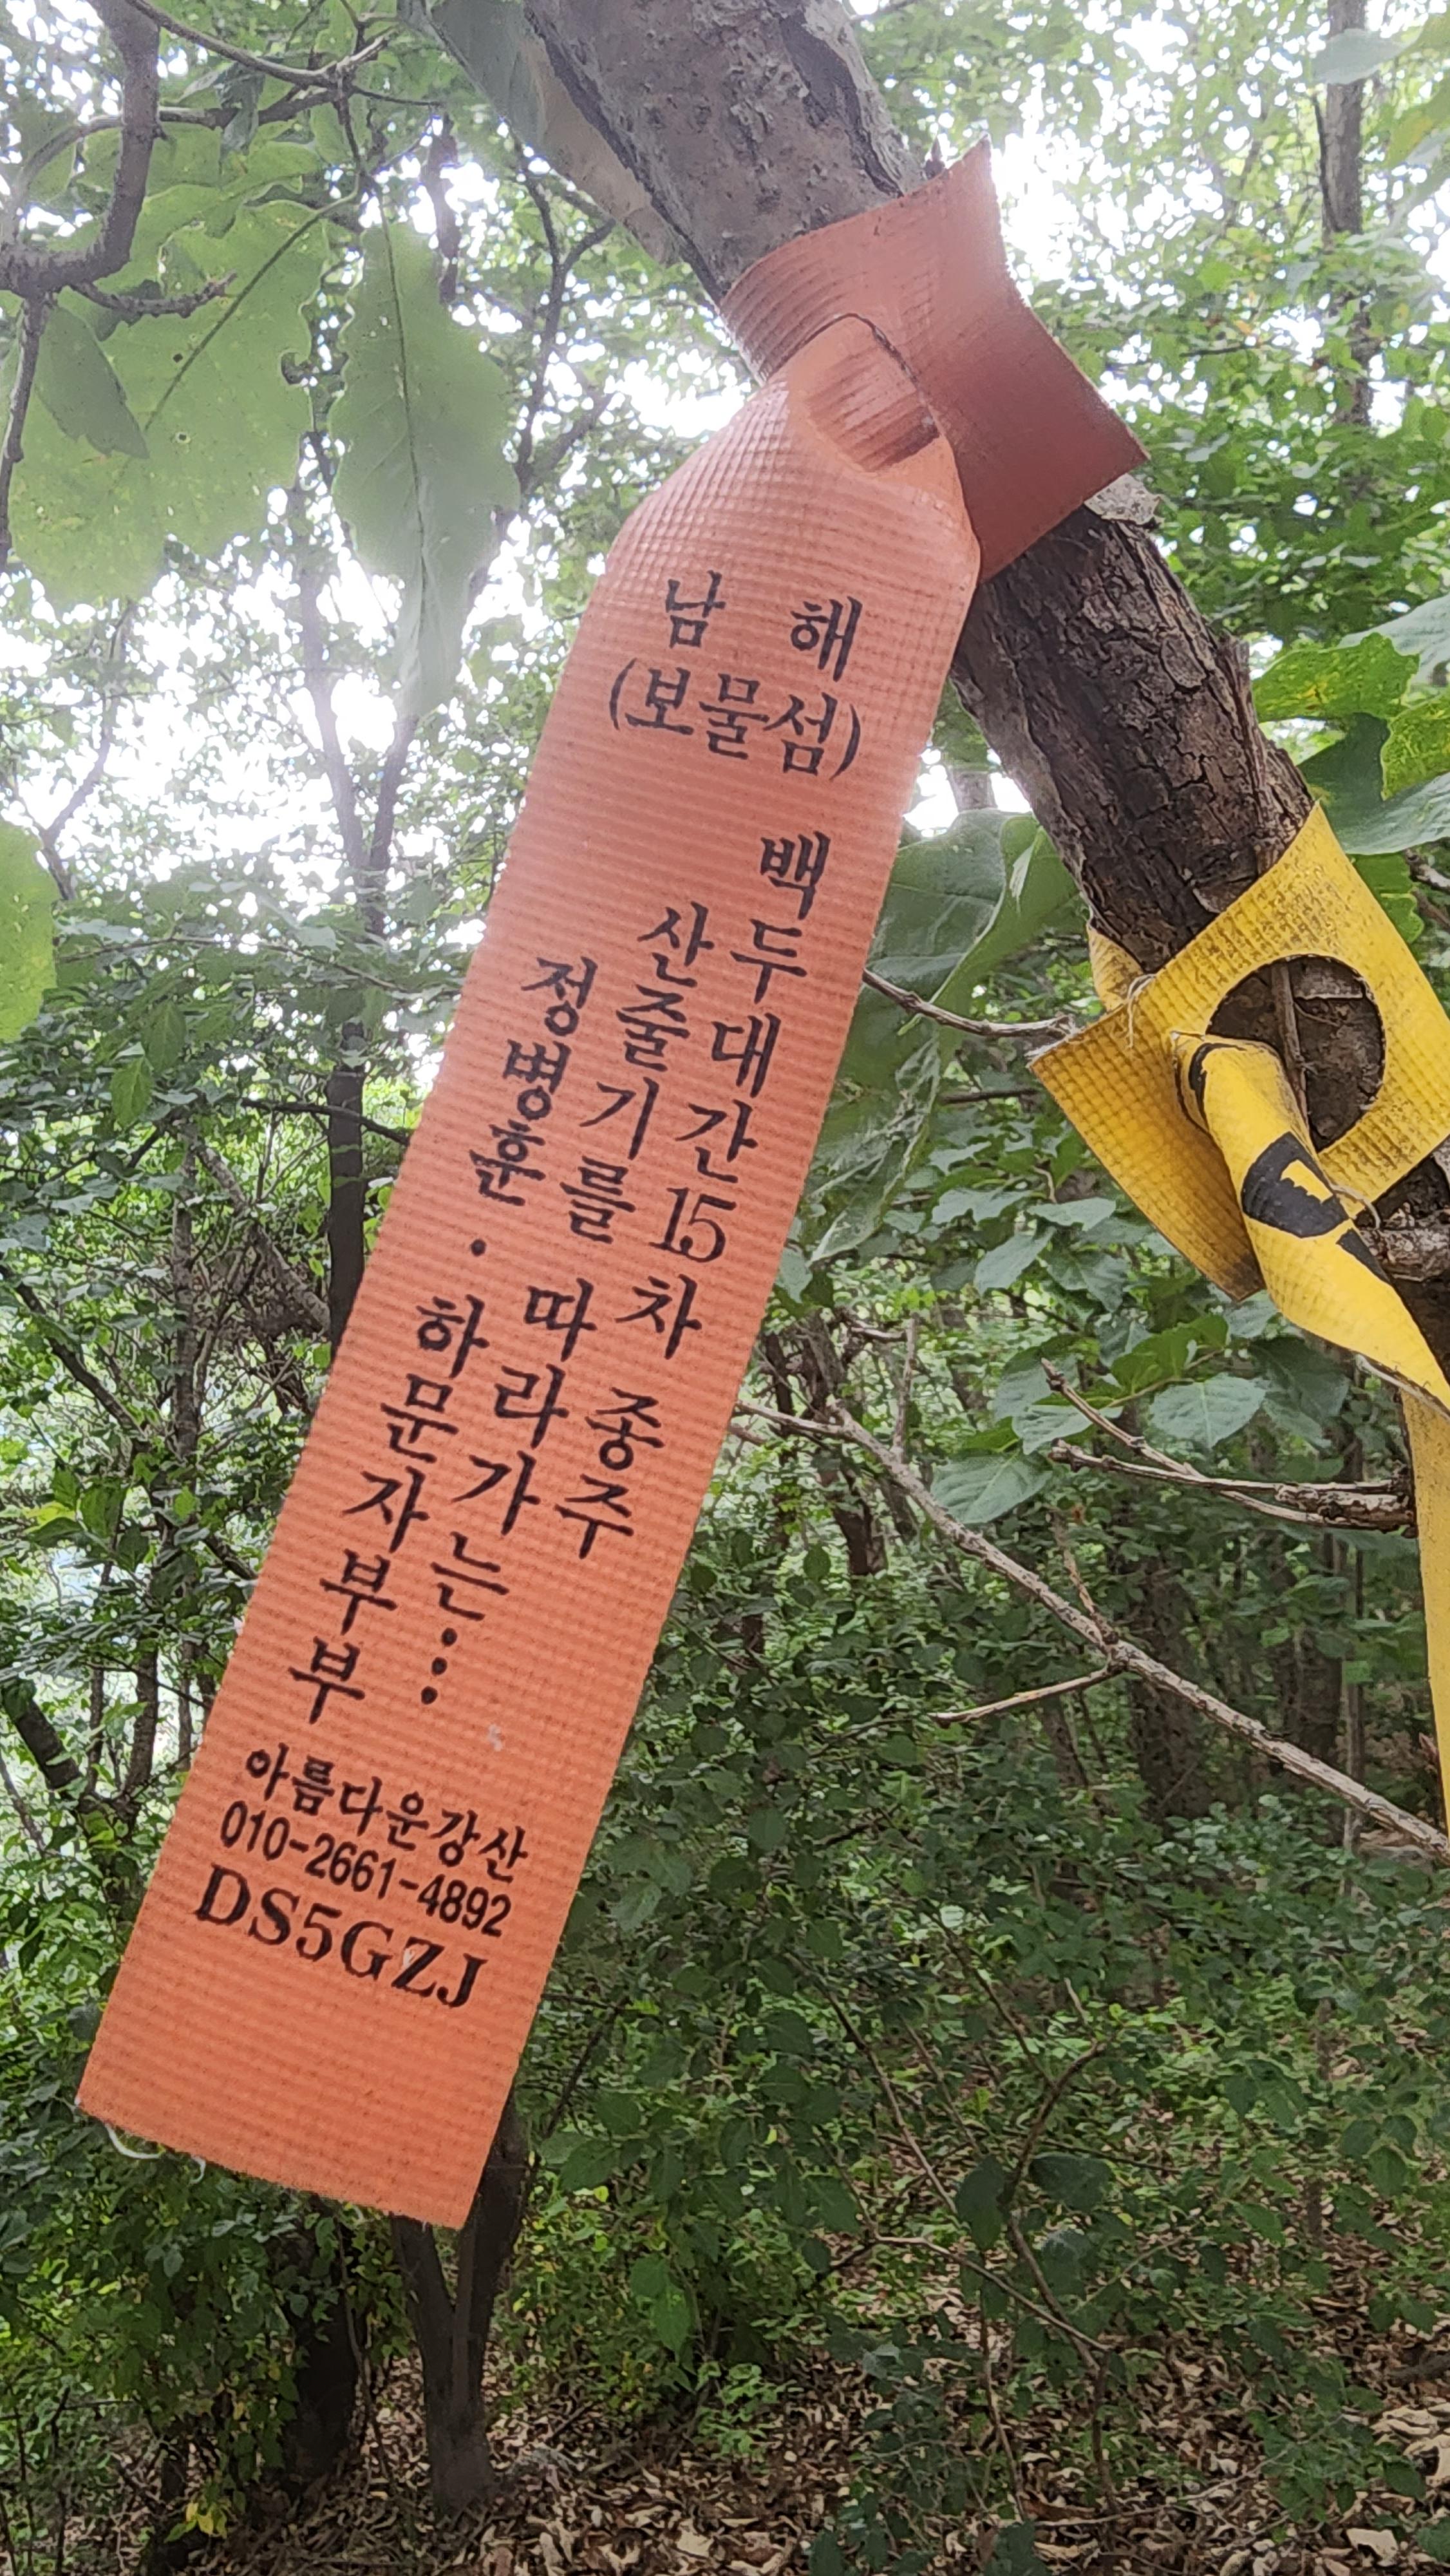 남 해
(보물섬)
백두대간 15차 종주
산줄기를 따라가는...
정병훈 · 하문자부부
아름다운강산
010-2661-4892
DS5GZJ